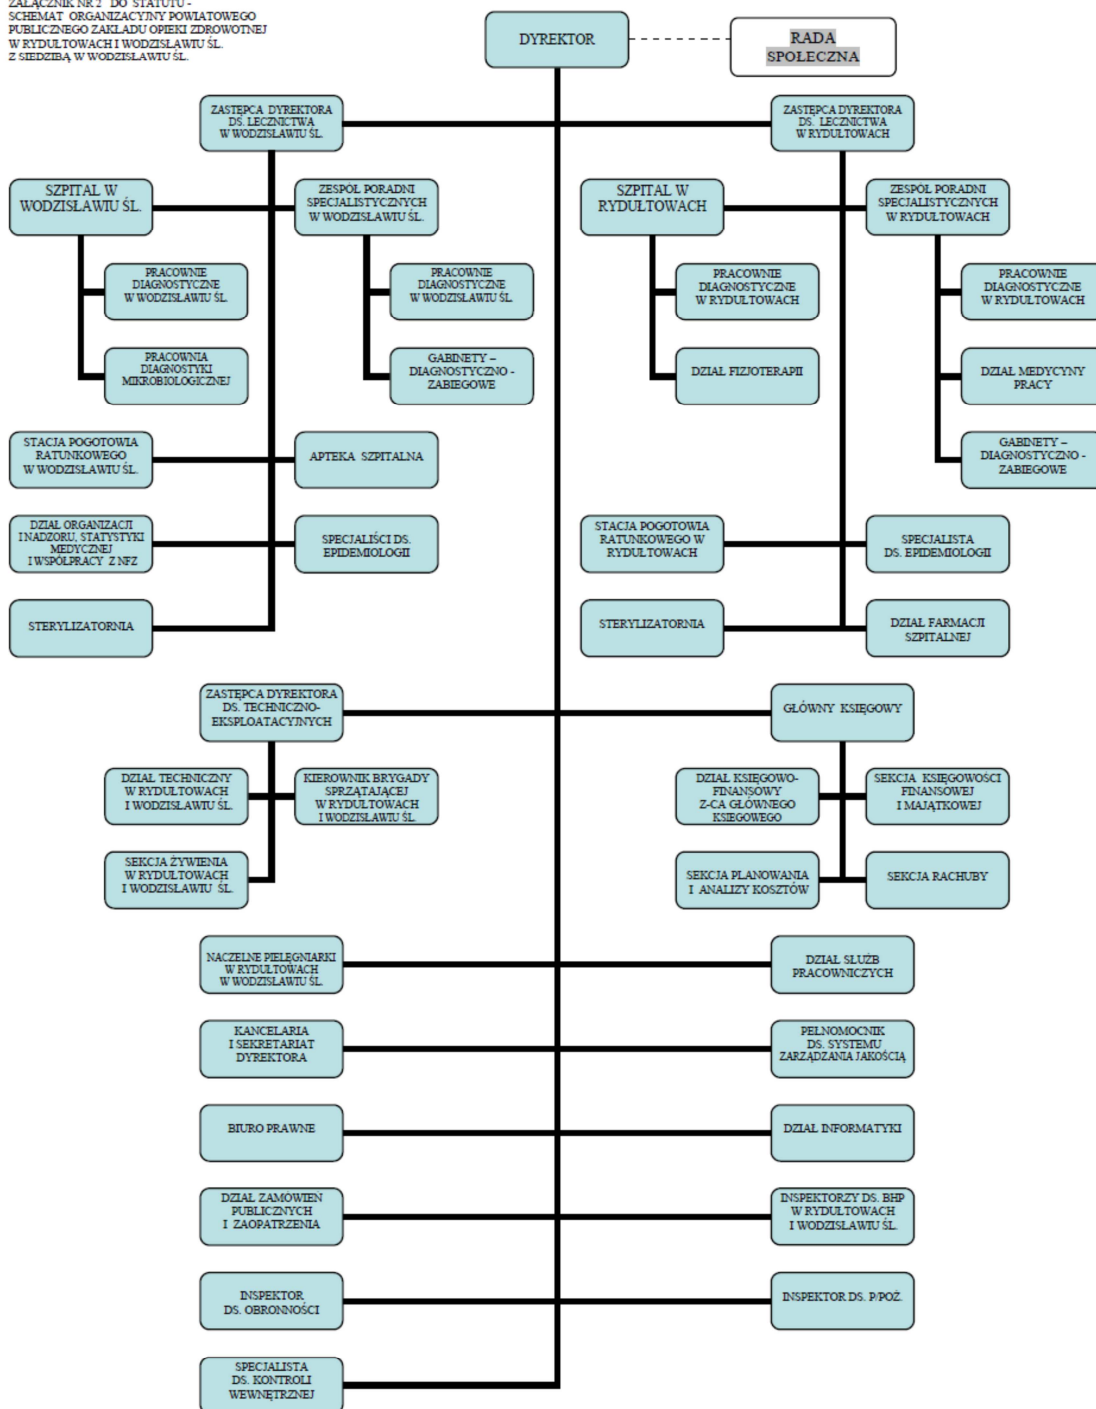 ZAŁĄCZNIK NR 2 DO STATUTU -
SCHEMAT ORGANIZACYJNY POWIATOWEGO
PUBLICZNEGO ZAKŁADU OPIEKI ZDROWOTNEJ
W RYDUŁTOWACH I WODZISŁAWIU ŚL.
Z SIEDZIBĄ W WODZISŁAWIU ŚL.
DYREKTOR
RADA
SPOŁECZNA
ZASTĘPCA DYREKTORA
DS. LECZNICTWA
W WODZISŁAWIU ŚL.
ZASTĘPCA DYREKTORA
DS. LECZNICTWA
W RYDUŁTOWACH
SZPITAL W
WODZISŁAWIU ŚL.
ZESPÓŁ PORADNI
SPECJALISTYCZNYCH
W WODZISŁAWIU ŚL.
SZPITAL W
RYDUŁTOWACH
ZESPÓŁ PORADNI
SPECJALISTYCZNYCH
W RYDUŁTOWACH
PRACOWNIE
DIAGNOSTYCZNE
W WODZISŁAWIU ŚL.
PRACOWNIE
DIAGNOSTYCZNE
W WODZISŁAWIU ŚL.
PRACOWNIE
DIAGNOSTYCZNE
W RYDUŁTOWACH
PRACOWNIE
DIAGNOSTYCZNE
W RYDUŁTOWACH
PRACOWNIA
DIAGNOSTYKI
MIKROBIOLOGICZNEJ
GABINETY –
DIAGNOSTYCZNO -
ZABIEGOWE
DZIAŁ FIZJOTERAPII
DZIAŁ MEDYCYNY
PRACY
STACJA POGOTOWIA
RATUNKOWEGO
W WODZISŁAWIU ŚL.
APTEKA SZPITALNA
GABINETY –
DIAGNOSTYCZNO -
ZABIEGOWE
DZIAŁ ORGANIZACJI
I NADZORU, STATYSTYKI
MEDYCZNEJ
I WSPÓŁPRACY Z NFZ
SPECJALIŚCI DS.
EPIDEMIOLOGII
STACJA POGOTOWIA
RATUNKOWEGO W
RYDUŁTOWACH
SPECJALISTA
DS. EPIDEMIOLOGII
STERYLIZATORNIA
STERYLIZATORNIA
DZIAŁ FARMACJI
SZPITALNEJ
ZASTĘPCA DYREKTORA
DS. TECHNICZNO-
EKSPLOATACYJNYCH
GŁÓWNY KSIĘGOWY
DZIAŁ TECHNICZNY
W RYDUŁTOWACH
I WODZISŁAWIU ŚL.
KIEROWNIK BRYGADY
SPRZĄTAJĄCEJ
W RYDUŁTOWACH
I WODZISŁAWIU ŚL.
DZIAŁ KSIĘGOWO-
FINANSOWY
Z-CA GŁÓWNEGO
KSIEGOWEGO
SEKCJA KSIĘGOWOŚCI
FINANSOWEJ
I MAJĄTKOWEJ
SEKCJA ŻYWIENIA
W RYDUŁTOWACH
I WODZISŁAWIU ŚL.
SEKCJA PLANOWANIA
I ANALIZY KOSZTÓW
SEKCJA RACHUBY
NACZELNE PIELĘGNIARKI
W RYDUŁTOWACH
W WODZISŁAWIU ŚL.
DZIAŁ SŁUŻB
PRACOWNICZYCH
KANCELARIA
I SEKRETARIAT
DYREKTORA
PEŁNOMOCNIK
DS. SYSTEMU
ZARZĄDZANIA JAKOŚCIĄ
BIURO PRAWNE
DZIAŁ INFORMATYKI
DZIAŁ ZAMÓWIEŃ
PUBLICZNYCH
I ZAOPATRZENIA
INSPEKTORZY DS. BHP
W RYDUŁTOWACH
I WODZISŁAWIU ŚL.
INSPEKTOR
DS. OBRONNOŚCI
INSPEKTOR DS. P/POŻ.
SPECJALISTA
DS. KONTROLI
WEWNĘTRZNEJ